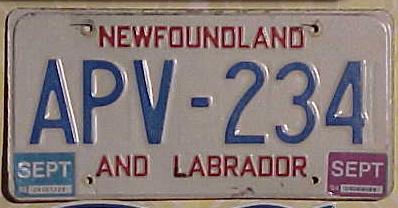 NEWFOUNDLAND
APV-234
SEPT AND LABRADOR SEPT